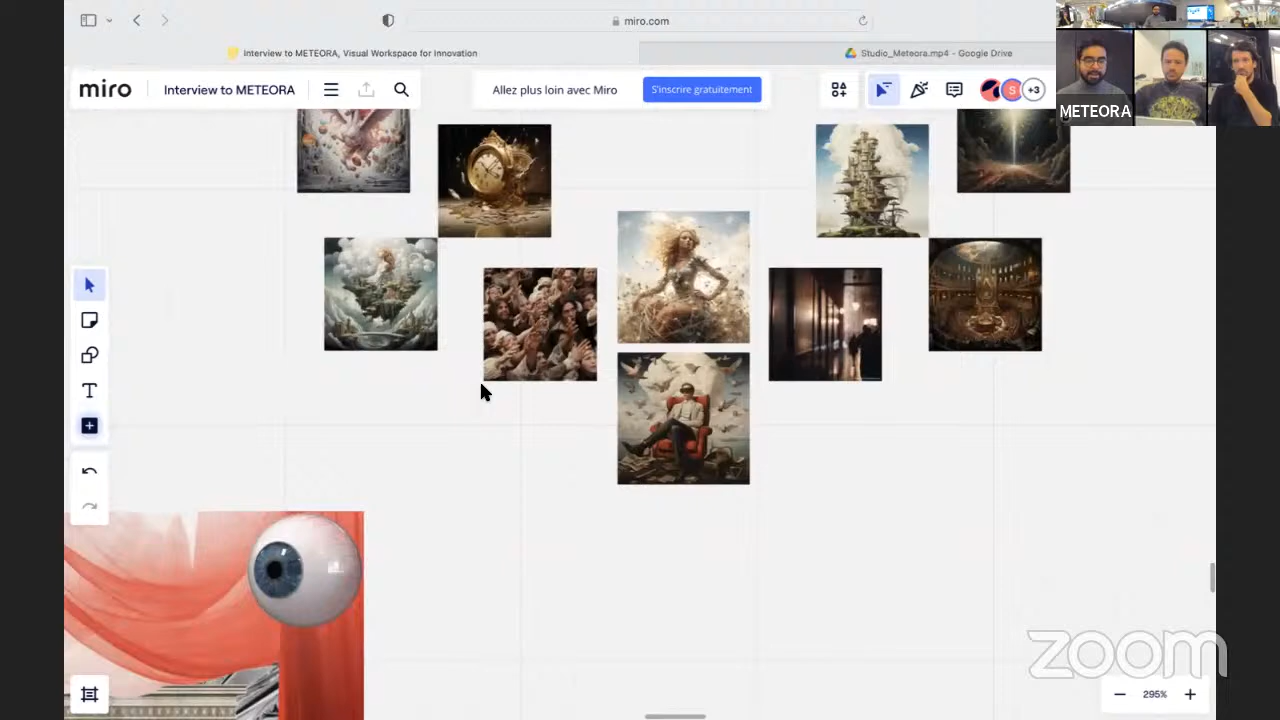 miro.com
Interview to METEORA, Visual Workspace for Innovation
Studio_Meteora.mp4 - Google Drive
miro
Interview to METEORA
Allez plus loin avec Miro
S'inscrire gratuitement
S
+3
METEORA
T
zoom
295%